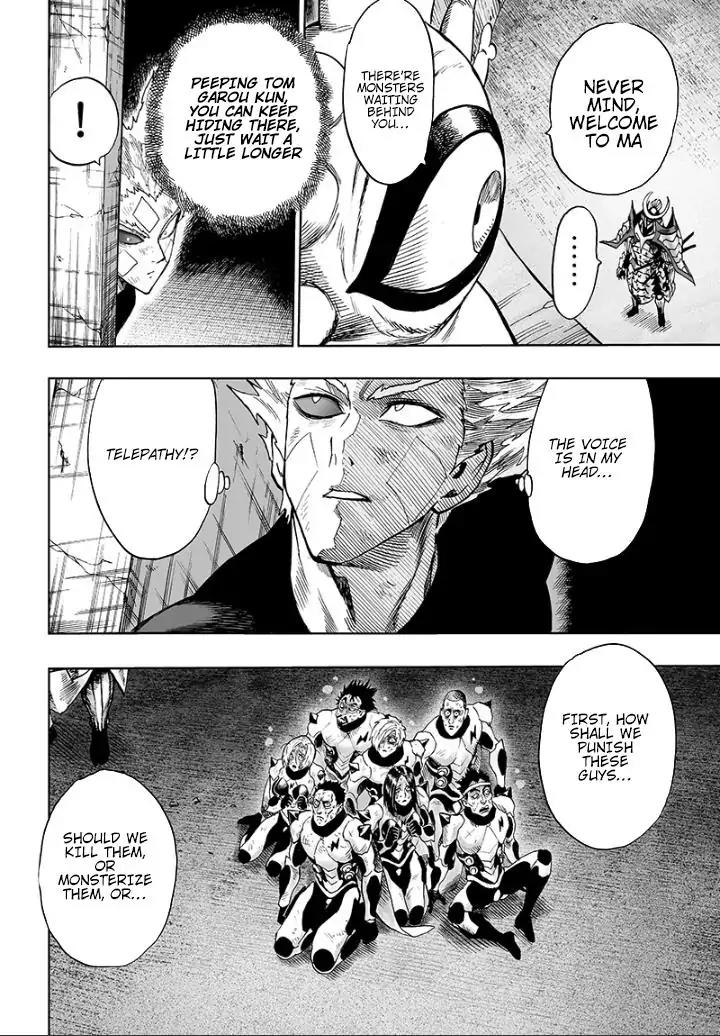 NEVER
MIND,
WELCOME
TO MA
......
THERE'RE
MONSTERS
WAITING
BEHIND
YOU...
PEEPING TOM
GAROU KUN,
YOU CAN KEEP
HIDING THERE,
JUST WAIT A
LITTLE LONGER
!
THE VOICE
IS IN MY
HEAD...
TELEPATHY!?
FIRST, HOW
SHALL WE
PUNISH
THESE
GUYS...
SHOULD WE
KILL THEM,
OR
MONSTERIZE
THEM, OR...